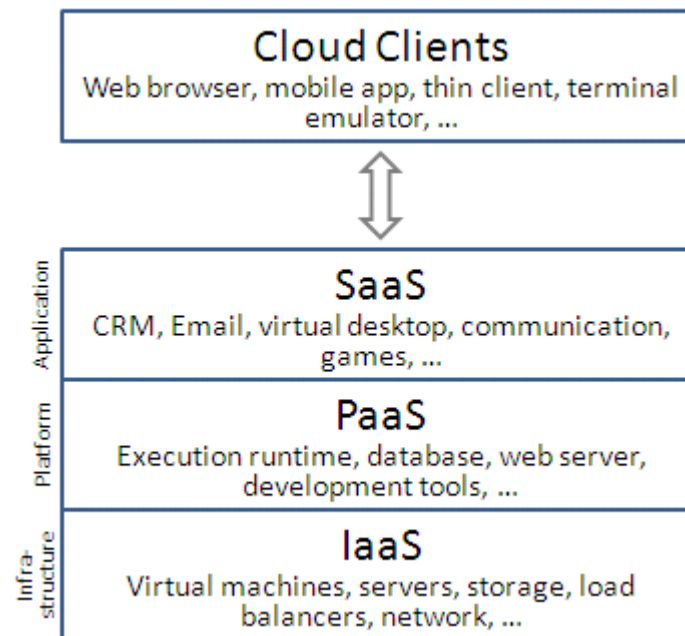 Cloud Clients
Web browser, mobile app, thin client, terminal
emulator, ...
Application
SaaS
CRM, Email, virtual desktop, communication,
games, ...
Platform
PaaS
Execution runtime, database, web server,
development tools, ...
Infra-
structure
IaaS
Virtual machines, servers, storage, load
balancers, network, ...